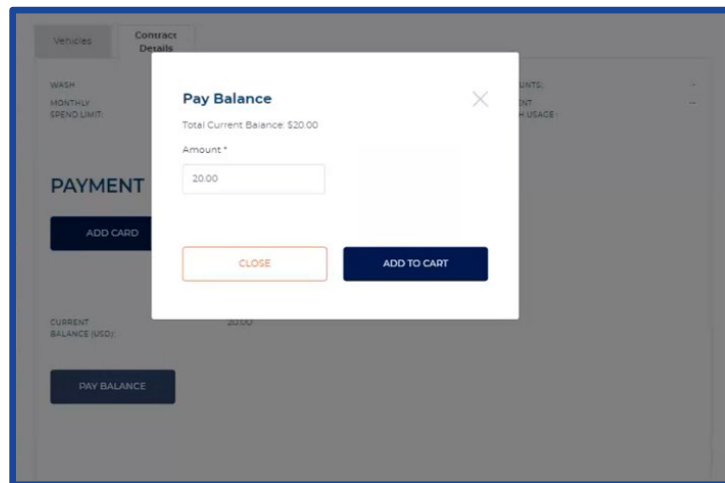 Vehicles
Contract
Details
WASH
MONTHLY
SPEND LIMIT:
UNTS:
--
ENT
H USAGE :
--
Pay Balance
Total Current Balance: $20.00
Amount *
20.00
CLOSE
ADD TO CART
PAYMENT
ADD CARD
CURRENT
BALANCE (USD):
20.00
PAY BALANCE